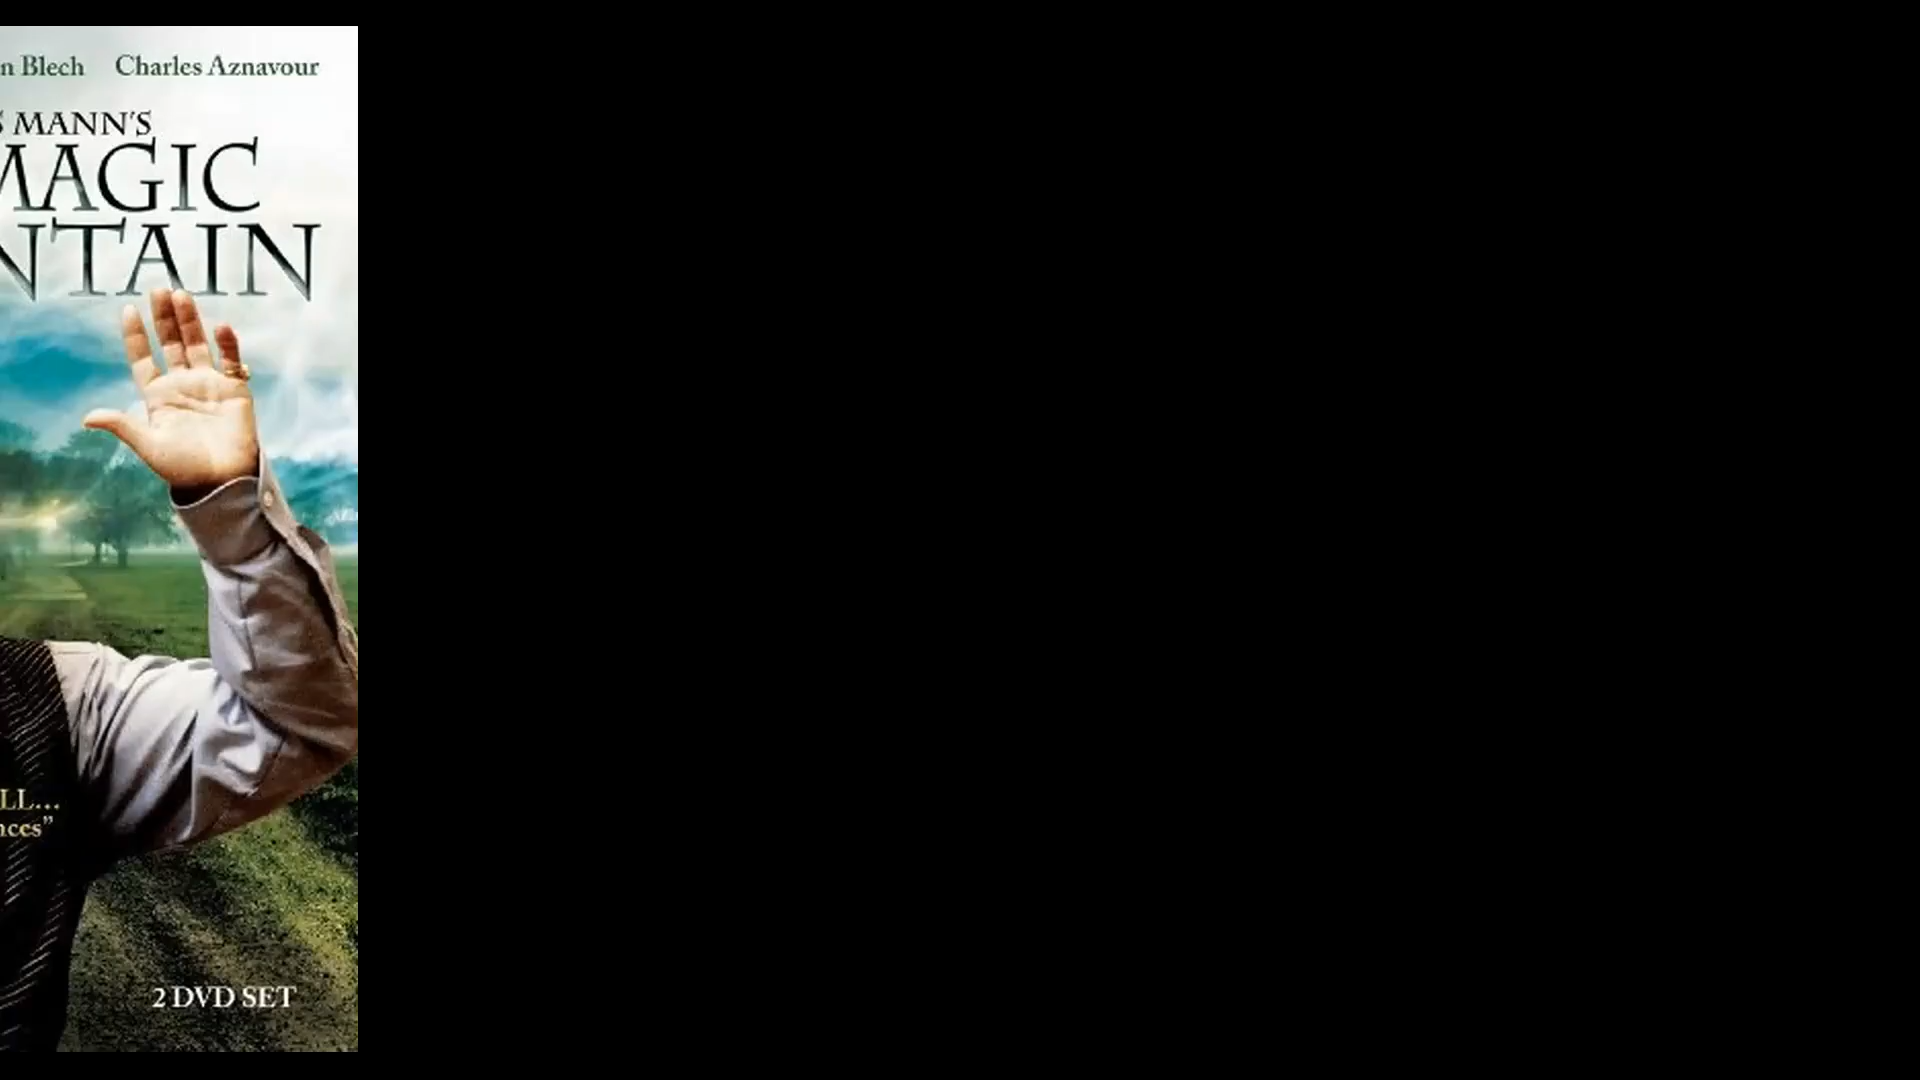 n Blech Charles Aznavour
S MANN'S
MAGIC
NTAIN
LL...
nces”
2 DVD SET